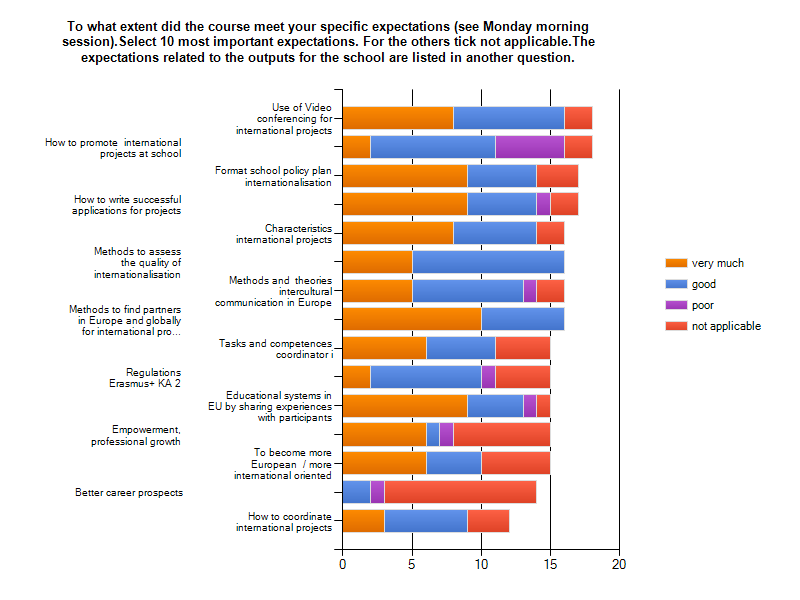 To what extent did the course meet your specific expectations (see Monday morning
session).Select 10 most important expectations. For the others tick not applicable.The
expectations related to the outputs for the school are listed in another question.
Use of Video
conferencing for
international projects
How to promote  international
projects at school
Format school policy plan
internationalisation
How to write successful
applications for projects
Characteristics
international projects
Methods to assess
the quality of
internationalisation
Methods and  theories
intercultural
communication in Europe
Methods to find partners
in Europe and globally
for international pro...
Tasks and competences
coordinator i
Regulations
Erasmus+ KA 2
Educational systems in
EU by sharing experiences
with participants
Empowerment,
professional growth
To become more
European  / more
international oriented
Better career prospects
How to coordinate
international projects
0
5
10
15
20
very much
good
poor
not applicable